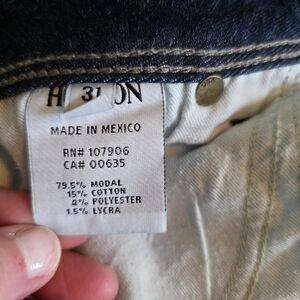 H 31 ON
MADE IN MEXICO
RN# 107906
CA# 00635
79.5% MODAL
15% COTTON
4% POLYESTER
1.5% LYCRA